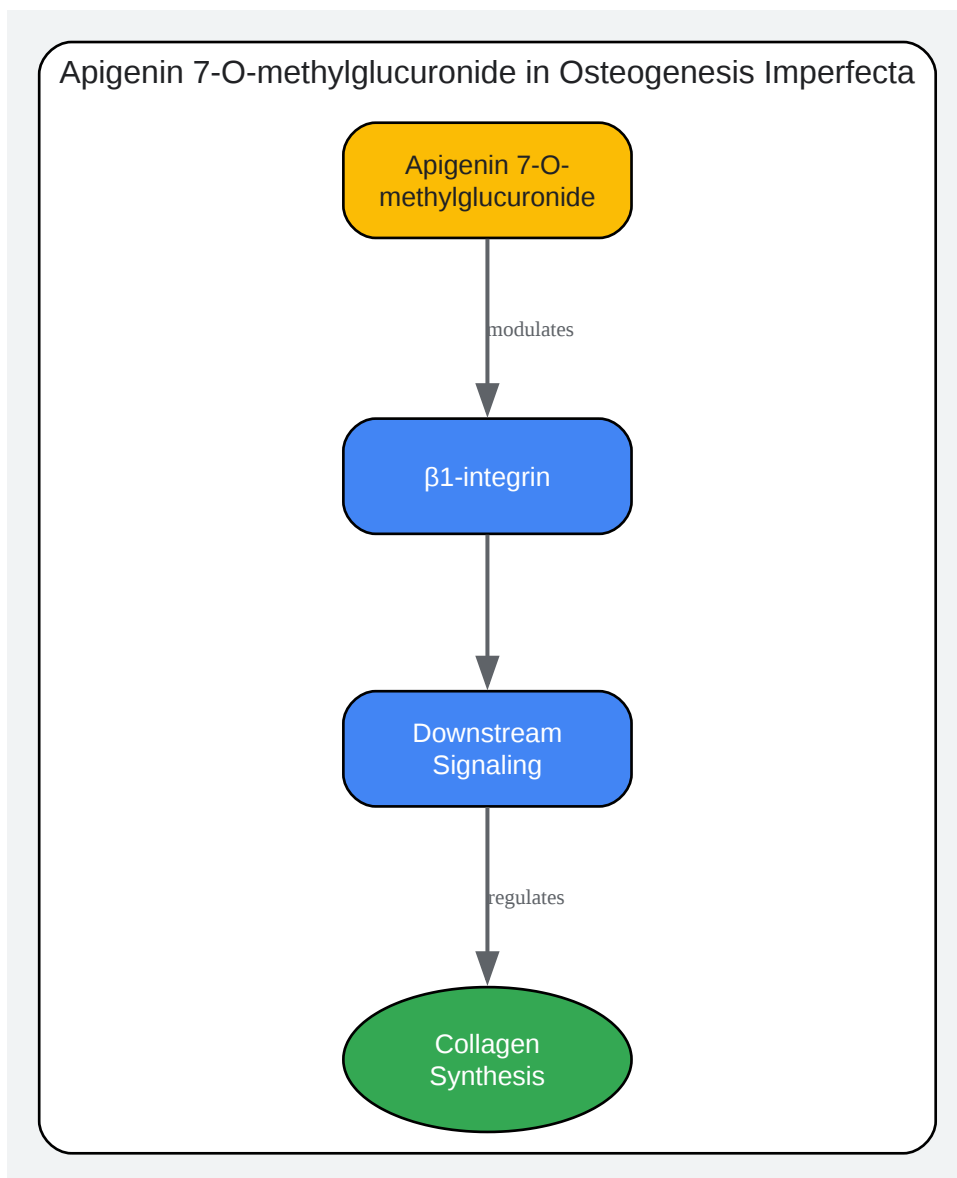 Apigenin 7-O-methylglucuronide in Osteogenesis Imperfecta
Apigenin 7-O-
methylglucuronide
modulates
β1-integrin
Downstream
Signaling
regulates
Collagen
Synthesis